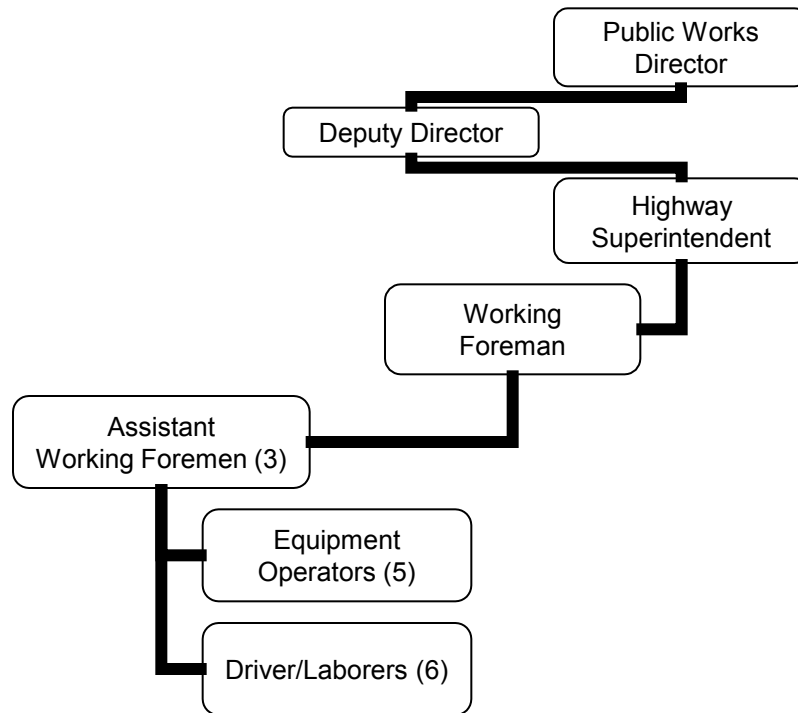 Public Works
Director
Deputy Director
Highway
Superintendent
Working
Foreman
Assistant
Working Foremen (3)
Equipment
Operators (5)
Driver/Laborers (6)